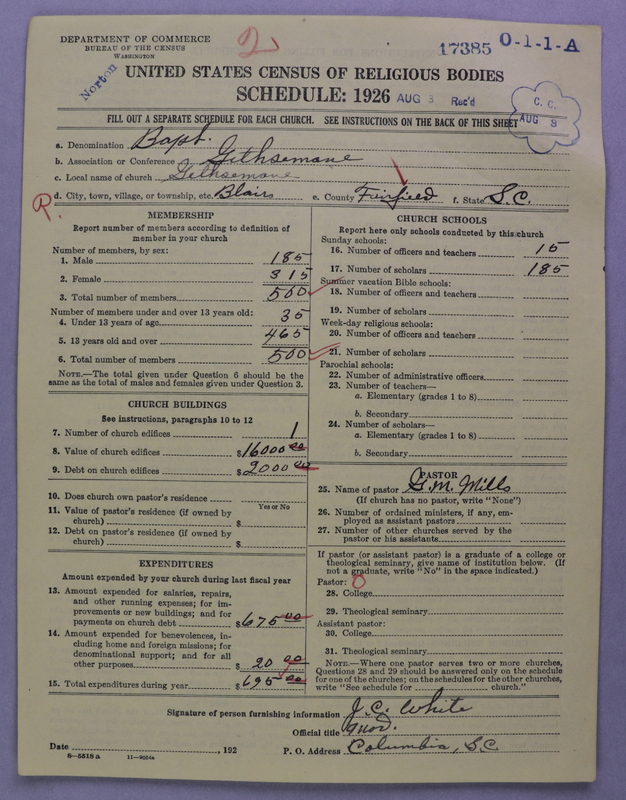 DEPARTMENT OF COMMERCE
BUREAU OF THE CENSUS
WASHINGTON
2
17385 0-1-1-A
Norton
UNITED STATES CENSUS OF RELIGIOUS BODIES
SCHEDULE: 1926 AUG 3 Rec'd
C. C.
AUG 3
FILL OUT A SEPARATE SCHEDULE FOR EACH CHURCH. SEE INSTRUCTIONS ON THE BACK OF THIS SHEET
a. Denomination Bapt.
b. Association or Conference Gethsemane
c. Local name of church Gethsemane
d. City, town, village, or township, etc. Blairs e. County Fairfield f. State S.C.
R.
MEMBERSHIP
Report number of members according to definition of
member in your church
Number of members, by sex:
1. Male 185
2. Female 315
3. Total number of members 500
Number of members under and over 13 years old:
4. Under 13 years of age 35
5. 13 years old and over 465
6. Total number of members 500
NOTE.—The total given under Question 6 should be
same as the total of males and females given under Question 3.
CHURCH BUILDINGS
See instructions, paragraphs 10 to 12
7. Number of church edifices 1
8. Value of church edifices $16000 00
9. Debt on church edifices $2000 00
10. Does church own pastor's residence
Yes or No
11. Value of pastor's residence (if owned by
church) $
12. Debt on pastor's residence (if owned by
church) $
EXPENDITURES
Amount expended by your church during last fiscal year
13. Amount expended for salaries, repairs,
and other running expenses; for im-
provements or new buildings; and for
payments on church debt $675 00
14. Amount expended for benevolences, in-
cluding home and foreign missions; for
denominational support; and for all
other purposes $20 00
15. Total expenditures during year $695 00
CHURCH SCHOOLS
Report here only schools conducted by this church
Sunday schools:
16. Number of officers and teachers 15
17. Number of scholars 185
Summer vacation Bible schools:
18. Number of officers and teachers
19. Number of scholars
Week-day religious schools:
20. Number of officers and teachers
21. Number of scholars
Parochial schools:
22. Number of administrative officers
23. Number of teachers—
a. Elementary (grades 1 to 8)
b. Secondary
24. Number of scholars—
a. Elementary (grades 1 to 8)
b. Secondary
PASTOR
25. Name of pastor G. M. Mills
(If church has no pastor, write "None")
26. Number of ordained ministers, if any, em-
ployed as assistant pastors
27. Number of other churches served by the
pastor or his assistants
If pastor (or assistant pastor) is a graduate of a college or
theological seminary, give name of institution below. (If
not a graduate, write "No" in the space indicated.)
Pastor: 0
28. College
29. Theological seminary
Assistant pastor:
30. College
31. Theological seminary
NOTE.—Where one pastor serves two or more churches,
Questions 28 and 29 should be answered only on the schedule
for one of the churches; on the schedules for the other churches,
write "See schedule for church."
Signature of person furnishing information J. C. White
Official title Mod.
Date , 192 P. O. Address Columbia, S.C.
6—5518 a